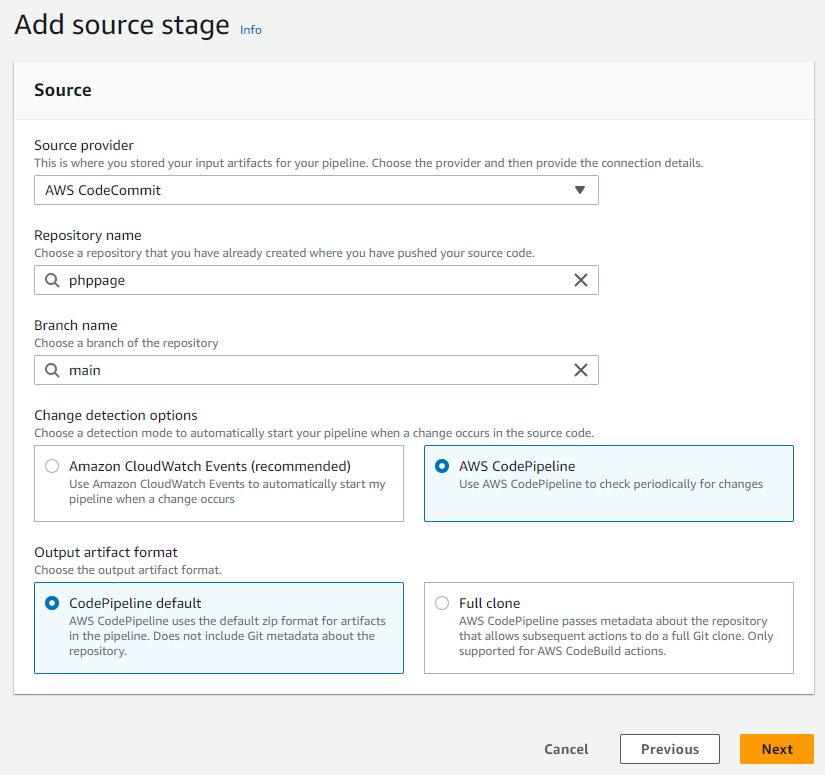 Add source stage Info
Source
Source provider
This is where you stored your input artifacts for your pipeline. Choose the provider and then provide the connection details.
AWS CodeCommit
Repository name
Choose a repository that you have already created where you have pushed your source code.
phppage
Branch name
Choose a branch of the repository
main
Change detection options
Choose a detection mode to automatically start your pipeline when a change occurs in the source code.
Amazon CloudWatch Events (recommended)
Use Amazon CloudWatch Events to automatically start my
pipeline when a change occurs
AWS CodePipeline
Use AWS CodePipeline to check periodically for changes
Output artifact format
Choose the output artifact format.
CodePipeline default
AWS CodePipeline uses the default zip format for artifacts
in the pipeline. Does not include Git metadata about the
repository.
Full clone
AWS CodePipeline passes metadata about the repository
that allows subsequent actions to do a full Git clone. Only
supported for AWS CodeBuild actions.
Cancel
Previous
Next